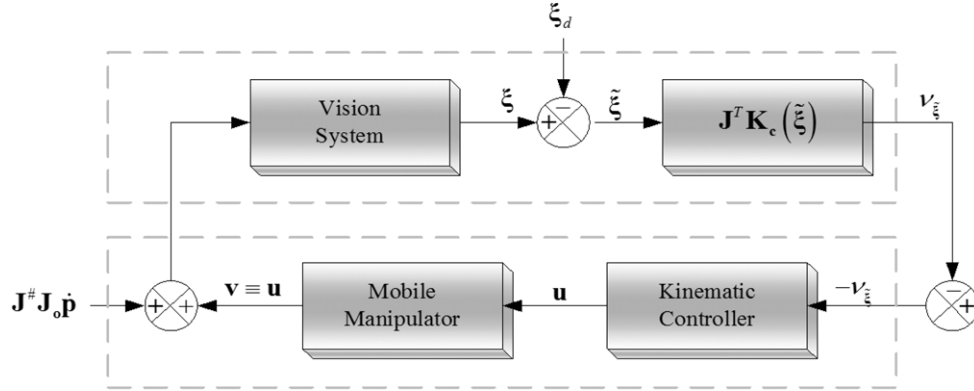 ξ_d
Vision
System
ξ
+
−
ξ̃
J^T K_c (ξ̃)
ν_ξ̃
J^# J_o ṗ
+
+
v ≡ u
Mobile
Manipulator
u
Kinematic
Controller
−ν_ξ̃
−
+